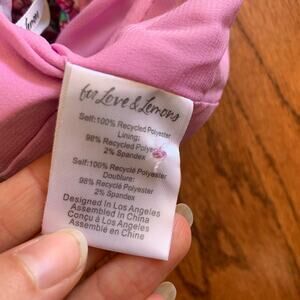 for Love & Lemons
Self:100% Recycled Polyester
Lining:
98% Recycled Polyester
2% Spandex
Self:100% Recyclé Polyester
Doublure:
98% Recyclé Polyester
2% Spandex
Designed In Los Angeles
Assembled In China
Conçu à Los Angeles
Assemblé en Chine